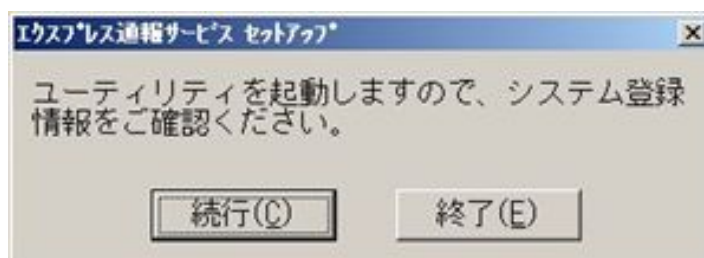 ｴｸｽﾌﾟﾚｽ通報ｻｰﾋﾞｽ ｾｯﾄｱｯﾌﾟ
ユーティリティを起動しますので、システム登録
情報をご確認ください。
続行(C) 終了(E)